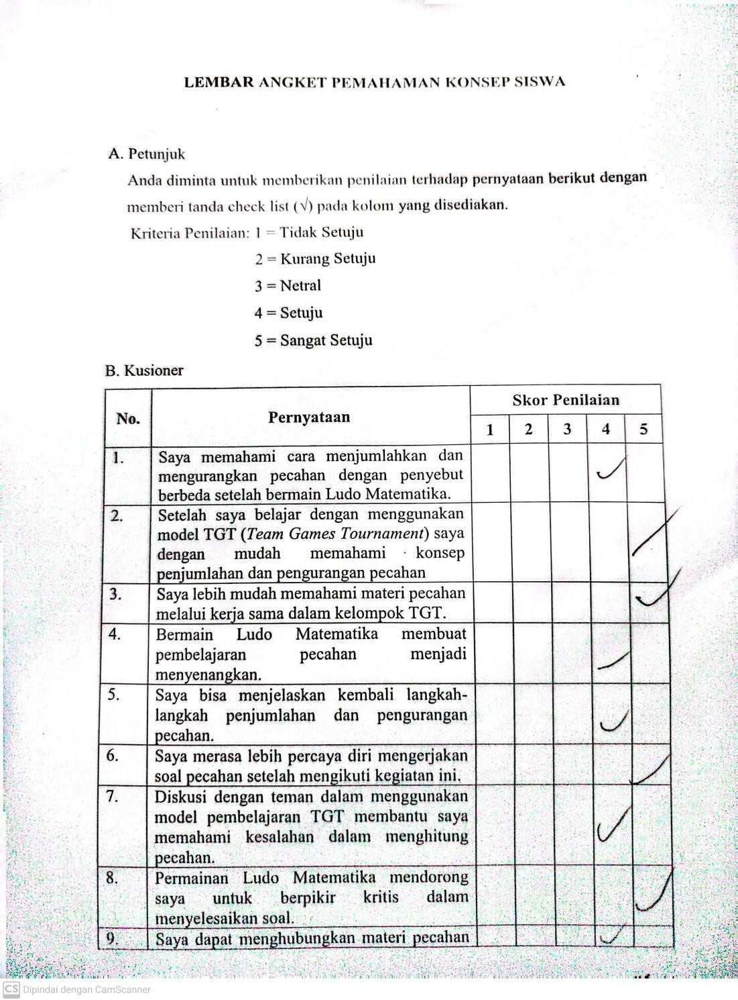 LEMBAR ANGKET PEMAHAMAN KONSEP SISWA
A. Petunjuk
Anda diminta untuk memberikan penilaian terhadap pernyataan berikut dengan
memberi tanda check list (√) pada kolom yang disediakan.
Kriteria Penilaian: 1 = Tidak Setuju
2 = Kurang Setuju
3 = Netral
4 = Setuju
5 = Sangat Setuju
B. Kusioner
No. Pernyataan Skor Penilaian
1 2 3 4 5
1. Saya memahami cara menjumlahkan dan ✓
mengurangkan pecahan dengan penyebut
berbeda setelah bermain Ludo Matematika.
2. Setelah saya belajar dengan menggunakan ✓
model TGT (Team Games Tournament) saya
dengan mudah memahami konsep
penjumlahan dan pengurangan pecahan
3. Saya lebih mudah memahami materi pecahan ✓
melalui kerja sama dalam kelompok TGT.
4. Bermain Ludo Matematika membuat ✓
pembelajaran pecahan menjadi
menyenangkan.
5. Saya bisa menjelaskan kembali langkah- ✓
langkah penjumlahan dan pengurangan
pecahan.
6. Saya merasa lebih percaya diri mengerjakan ✓
soal pecahan setelah mengikuti kegiatan ini.
7. Diskusi dengan teman dalam menggunakan ✓
model pembelajaran TGT membantu saya
memahami kesalahan dalam menghitung
pecahan.
8. Permainan Ludo Matematika mendorong ✓
saya untuk berpikir kritis dalam
menyelesaikan soal.
9. Saya dapat menghubungkan materi pecahan ✓
CS Dipindai dengan CamScanner